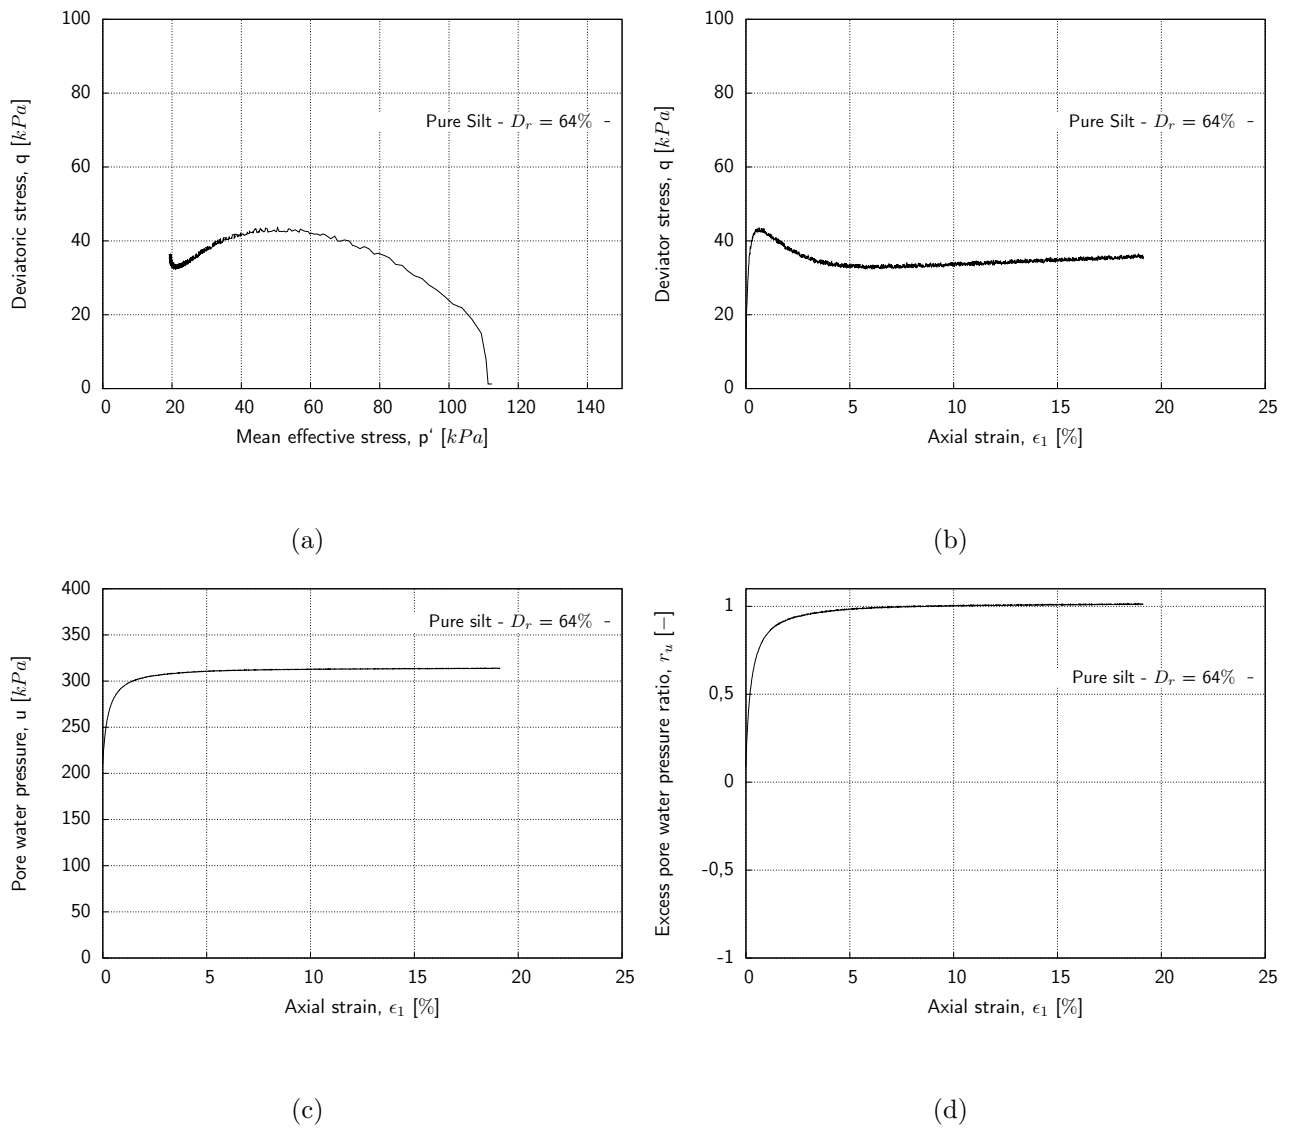 100
80
60
40
20
0
0 20 40 60 80 100 120 140
Deviatoric stress, q [kPa]
Mean effective stress, p‘ [kPa]
Pure Silt - D_r = 64%
(a)
100
80
60
40
20
0
0 5 10 15 20 25
Deviator stress, q [kPa]
Axial strain, ϵ_1 [%]
Pure Silt - D_r = 64%
(b)
400
350
300
250
200
150
100
50
0
0 5 10 15 20 25
Pore water pressure, u [kPa]
Axial strain, ϵ_1 [%]
Pure silt - D_r = 64%
(c)
1
0,5
0
-0,5
-1
0 5 10 15 20 25
Excess pore water pressure ratio, r_u [−]
Axial strain, ϵ_1 [%]
Pure silt - D_r = 64%
(d)